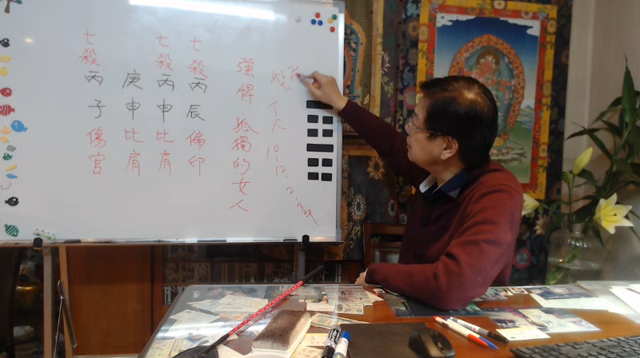 強悍 孤獨的女人
七殺丙辰偏印
七殺丙申比肩
庚申比肩
七殺丙子傷官